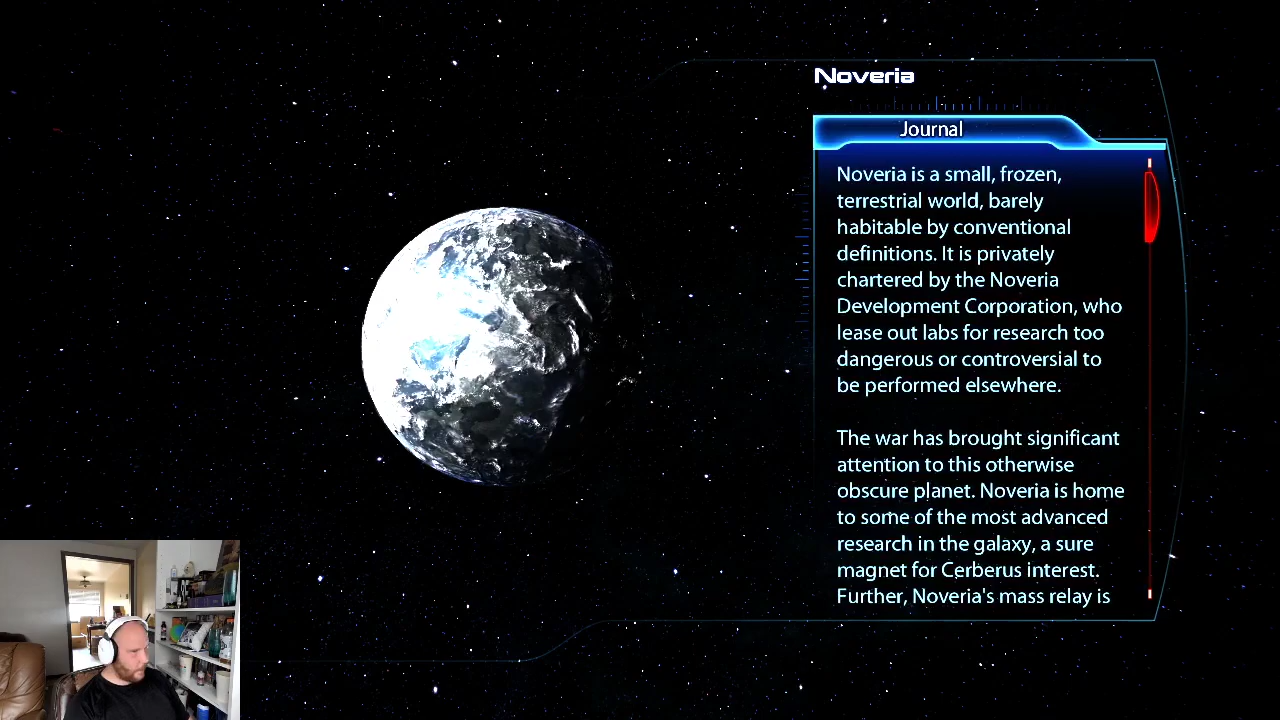 Noveria
Journal
Noveria is a small, frozen,
terrestrial world, barely
habitable by conventional
definitions. It is privately
chartered by the Noveria
Development Corporation, who
lease out labs for research too
dangerous or controversial to
be performed elsewhere.
The war has brought significant
attention to this otherwise
obscure planet. Noveria is home
to some of the most advanced
research in the galaxy, a sure
magnet for Cerberus interest.
Further, Noveria's mass relay is